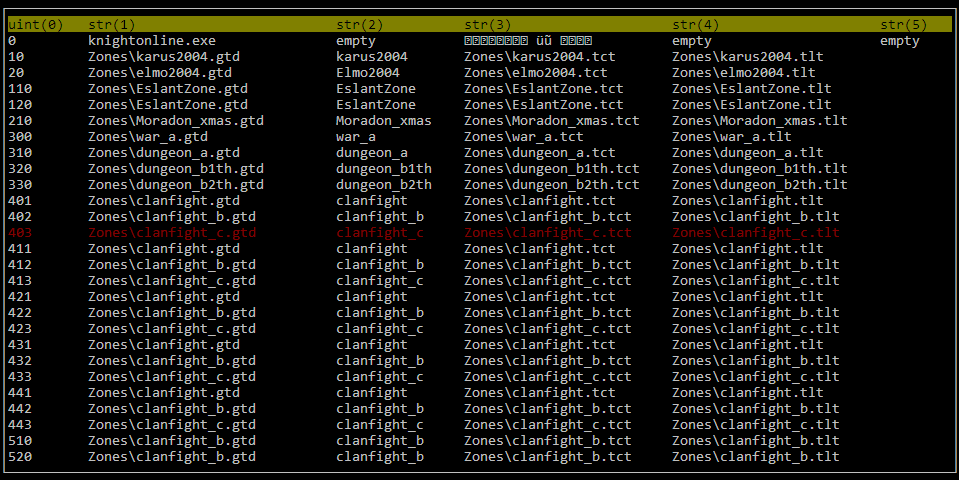 uint(0) str(1) str(2) str(3) str(4) str(5)
0 knightonline.exe empty üû empty empty
10 Zones\karus2004.gtd karus2004 Zones\karus2004.tct Zones\karus2004.tlt
20 Zones\elmo2004.gtd Elmo2004 Zones\elmo2004.tct Zones\elmo2004.tlt
110 Zones\EslantZone.gtd EslantZone Zones\EslantZone.tct Zones\EslantZone.tlt
120 Zones\EslantZone.gtd EslantZone Zones\EslantZone.tct Zones\EslantZone.tlt
210 Zones\Moradon_xmas.gtd Moradon_xmas Zones\Moradon_xmas.tct Zones\Moradon_xmas.tlt
300 Zones\war_a.gtd war_a Zones\war_a.tct Zones\war_a.tlt
310 Zones\dungeon_a.gtd dungeon_a Zones\dungeon_a.tct Zones\dungeon_a.tlt
320 Zones\dungeon_b1th.gtd dungeon_b1th Zones\dungeon_b1th.tct Zones\dungeon_b1th.tlt
330 Zones\dungeon_b2th.gtd dungeon_b2th Zones\dungeon_b2th.tct Zones\dungeon_b2th.tlt
401 Zones\clanfight.gtd clanfight Zones\clanfight.tct Zones\clanfight.tlt
402 Zones\clanfight_b.gtd clanfight_b Zones\clanfight_b.tct Zones\clanfight_b.tlt
403 Zones\clanfight_c.gtd clanfight_c Zones\clanfight_c.tct Zones\clanfight_c.tlt
411 Zones\clanfight.gtd clanfight Zones\clanfight.tct Zones\clanfight.tlt
412 Zones\clanfight_b.gtd clanfight_b Zones\clanfight_b.tct Zones\clanfight_b.tlt
413 Zones\clanfight_c.gtd clanfight_c Zones\clanfight_c.tct Zones\clanfight_c.tlt
421 Zones\clanfight.gtd clanfight Zones\clanfight.tct Zones\clanfight.tlt
422 Zones\clanfight_b.gtd clanfight_b Zones\clanfight_b.tct Zones\clanfight_b.tlt
423 Zones\clanfight_c.gtd clanfight_c Zones\clanfight_c.tct Zones\clanfight_c.tlt
431 Zones\clanfight.gtd clanfight Zones\clanfight.tct Zones\clanfight.tlt
432 Zones\clanfight_b.gtd clanfight_b Zones\clanfight_b.tct Zones\clanfight_b.tlt
433 Zones\clanfight_c.gtd clanfight_c Zones\clanfight_c.tct Zones\clanfight_c.tlt
441 Zones\clanfight.gtd clanfight Zones\clanfight.tct Zones\clanfight.tlt
442 Zones\clanfight_b.gtd clanfight_b Zones\clanfight_b.tct Zones\clanfight_b.tlt
443 Zones\clanfight_c.gtd clanfight_c Zones\clanfight_c.tct Zones\clanfight_c.tlt
510 Zones\clanfight_b.gtd clanfight_b Zones\clanfight_b.tct Zones\clanfight_b.tlt
520 Zones\clanfight_b.gtd clanfight_b Zones\clanfight_b.tct Zones\clanfight_b.tlt